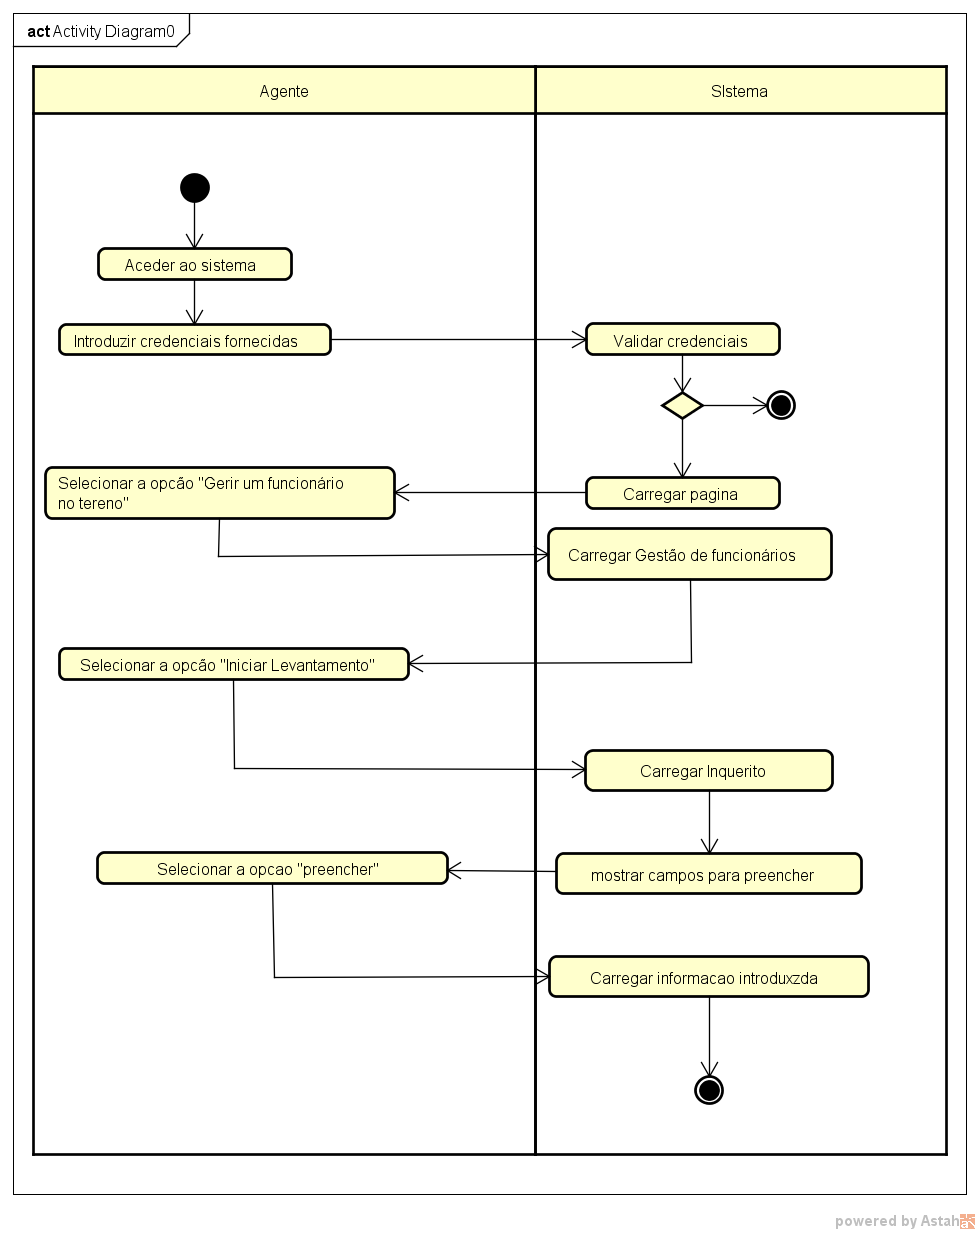 act Activity Diagram0
Agente
SIstema
Aceder ao sistema
Introduzir credenciais fornecidas
Validar credenciais
Selecionar a opcão "Gerir um funcionário
no tereno"
Carregar pagina
Carregar Gestão de funcionários
Selecionar a opcão "Iniciar Levantamento"
Carregar Inquerito
Selecionar a opcao "preencher"
mostrar campos para preencher
Carregar informacao introduxzda
powered by Astah